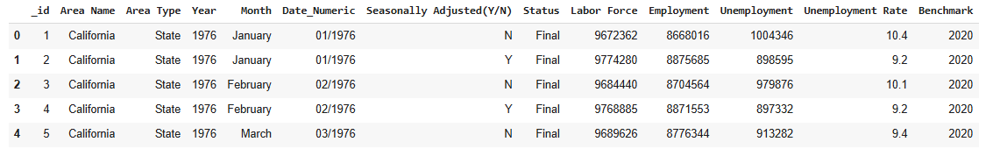 _id Area Name Area Type Year Month Date_Numeric Seasonally Adjusted(Y/N) Status Labor Force Employment Unemployment Unemployment Rate Benchmark
0 1 California State 1976 January 01/1976 N Final 9672362 8668016 1004346 10.4 2020
1 2 California State 1976 January 01/1976 Y Final 9774280 8875685 898595 9.2 2020
2 3 California State 1976 February 02/1976 N Final 9684440 8704564 979876 10.1 2020
3 4 California State 1976 February 02/1976 Y Final 9768885 8871553 897332 9.2 2020
4 5 California State 1976 March 03/1976 N Final 9689626 8776344 913282 9.4 2020